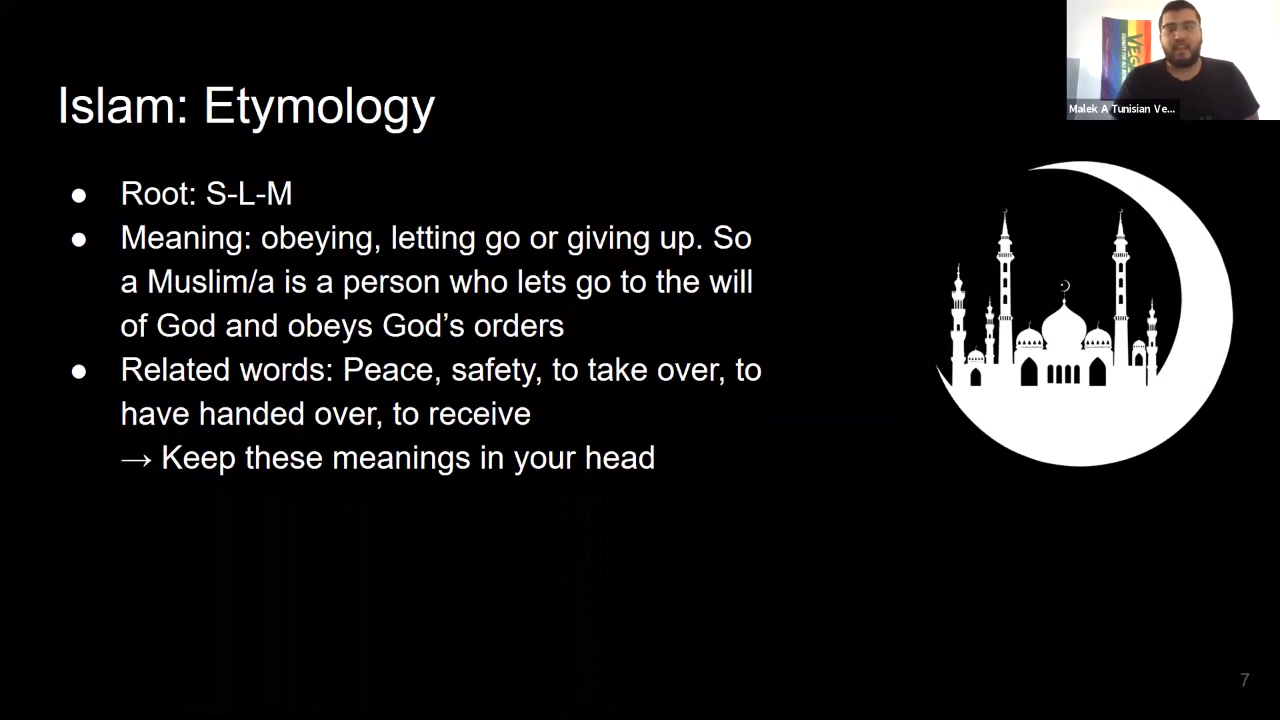 Islam: Etymology
● Root: S-L-M
● Meaning: obeying, letting go or giving up. So
a Muslim/a is a person who lets go to the will
of God and obeys God’s orders
● Related words: Peace, safety, to take over, to
have handed over, to receive
→ Keep these meanings in your head
Malek A Tunisian Ve...
7